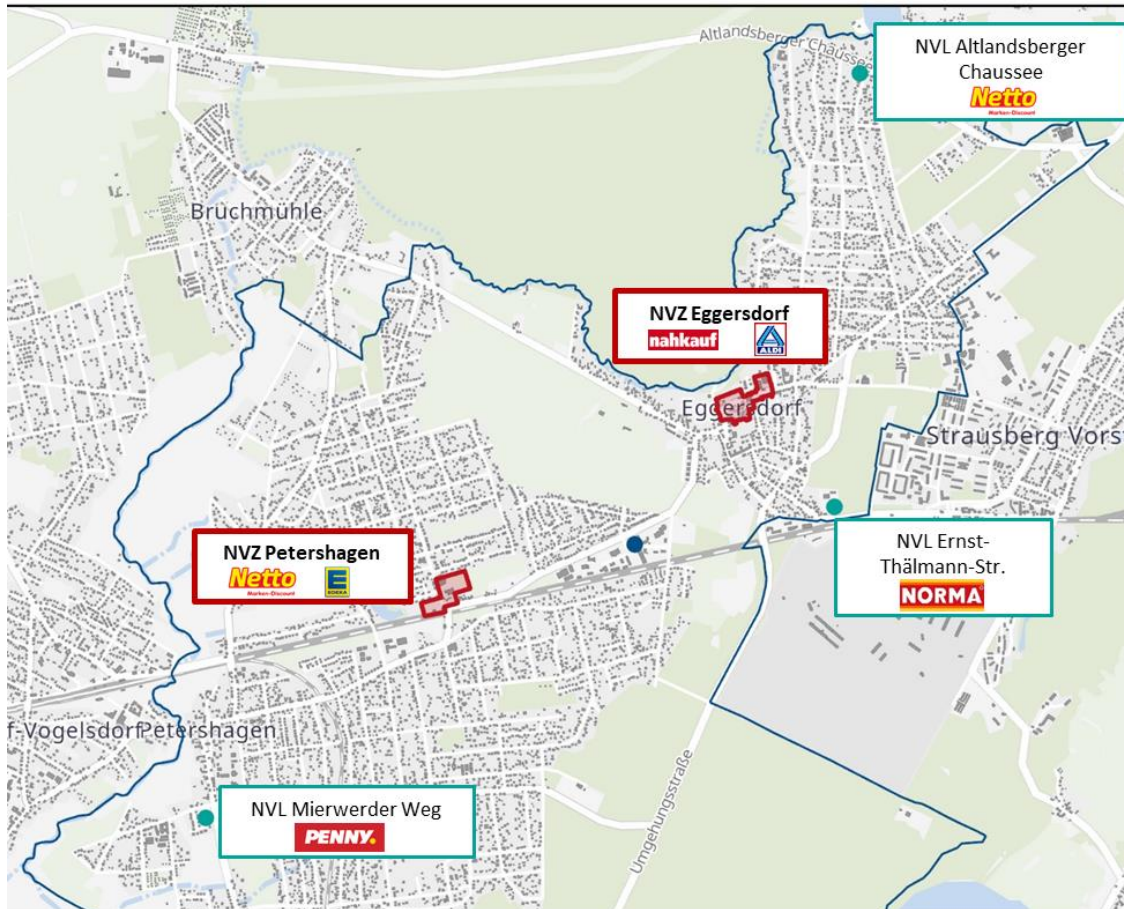 Altlandsberger Chaussee
NVL Altlandsberger
Chaussee
Netto
Marken-Discount
Bruchmühle
NVZ Eggersdorf
nahkauf
ALDI
Eggersdorf
Strausberg Vorst
NVZ Petershagen
Netto
Marken-Discount
E
EDEKA
NVL Ernst-
Thälmann-Str.
NORMA
f-Vogelsdorf
Petershagen
NVL Mierwerder Weg
PENNY.
Umgehungsstraße